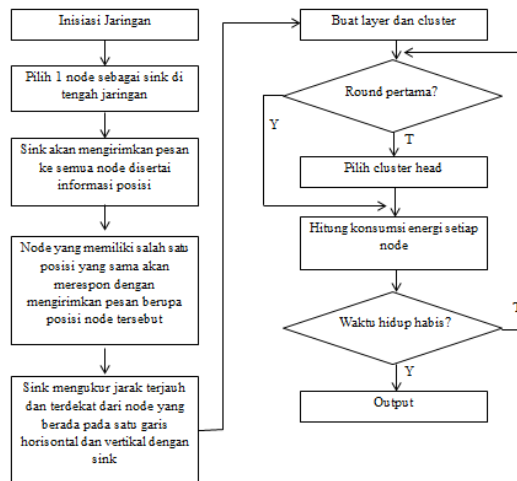 Inisiasi Jaringan
Pilih 1 node sebagai sink di
tengah jaringan
Sink akan mengirimkan pesan
ke semua node disertai
informasi posisi
Node yang memiliki salah satu
posisi yang sama akan
merespon dengan
mengirimkan pesan berupa
posisi node tersebut
Sink mengukur jarak terjauh
dan terdekat dari node yang
berada pada satu garis
horisontal dan vertikal dengan
sink
Buat layer dan cluster
Round pertama?
Y
T
Pilih cluster head
Hitung konsumsi energi setiap
node
Waktu hidup habis?
T
Y
Output